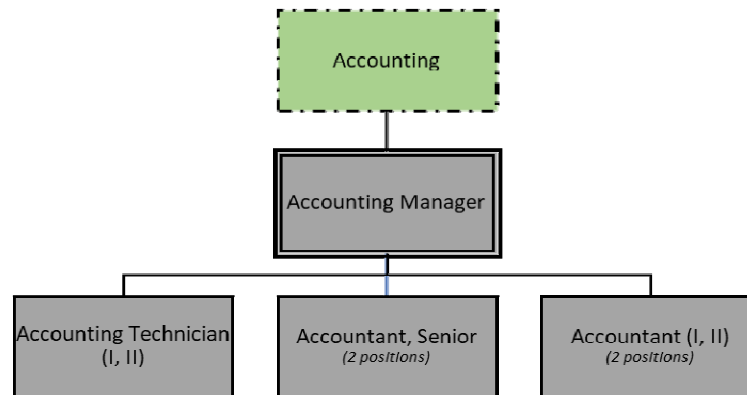 Accounting
Accounting Manager
Accounting Technician
(I, II)
Accountant, Senior
(2 positions)
Accountant (I, II)
(2 positions)